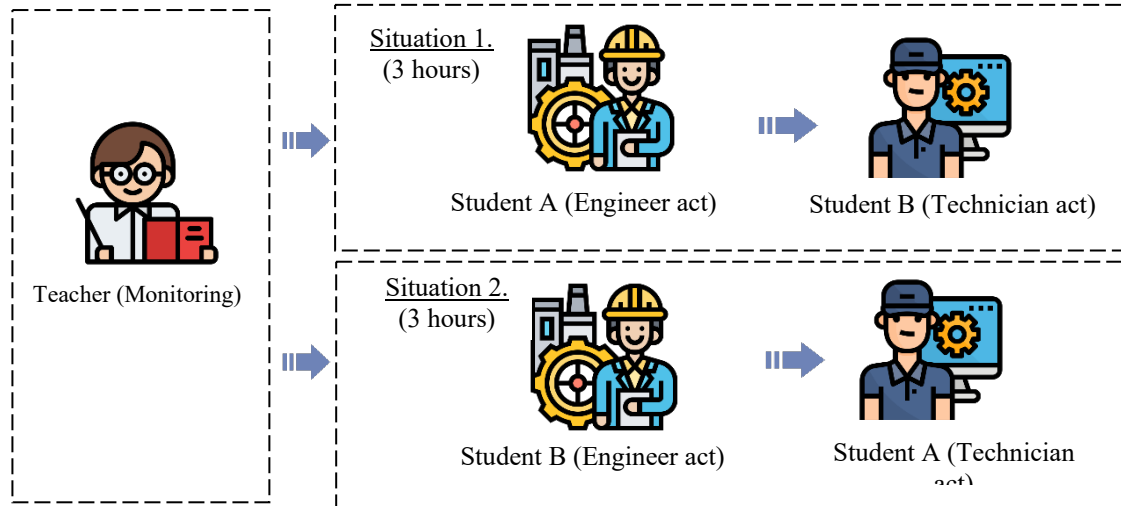 Situation 1.
(3 hours)
Student A (Engineer act)
Student B (Technician act)
Teacher (Monitoring)
Situation 2.
(3 hours)
Student B (Engineer act)
Student A (Technician
act)